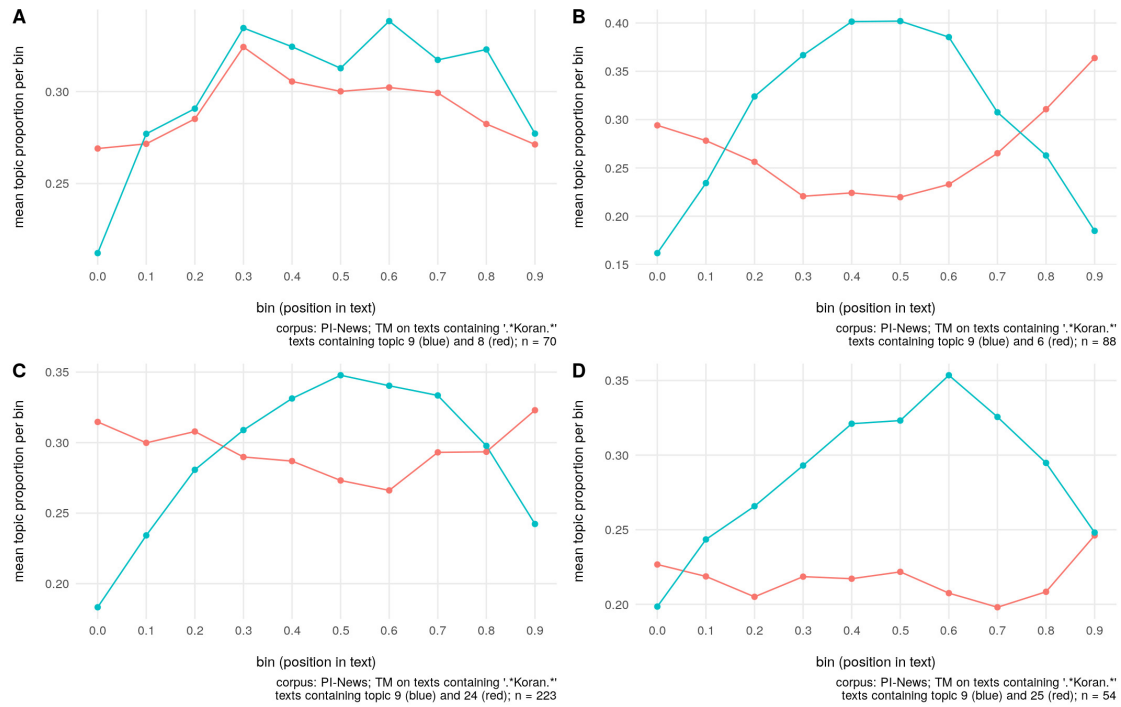 A
mean topic proportion per bin
0.30
0.25
0.0 0.1 0.2 0.3 0.4 0.5 0.6 0.7 0.8 0.9
bin (position in text)
corpus: PI-News; TM on texts containing '.*Koran.*'
texts containing topic 9 (blue) and 8 (red); n = 70
B
mean topic proportion per bin
0.40
0.35
0.30
0.25
0.20
0.15
0.0 0.1 0.2 0.3 0.4 0.5 0.6 0.7 0.8 0.9
bin (position in text)
corpus: PI-News; TM on texts containing '.*Koran.*'
texts containing topic 9 (blue) and 6 (red); n = 88
C
mean topic proportion per bin
0.35
0.30
0.25
0.20
0.0 0.1 0.2 0.3 0.4 0.5 0.6 0.7 0.8 0.9
bin (position in text)
corpus: PI-News; TM on texts containing '.*Koran.*'
texts containing topic 9 (blue) and 24 (red); n = 223
D
mean topic proportion per bin
0.35
0.30
0.25
0.20
0.0 0.1 0.2 0.3 0.4 0.5 0.6 0.7 0.8 0.9
bin (position in text)
corpus: PI-News; TM on texts containing '.*Koran.*'
texts containing topic 9 (blue) and 25 (red); n = 54